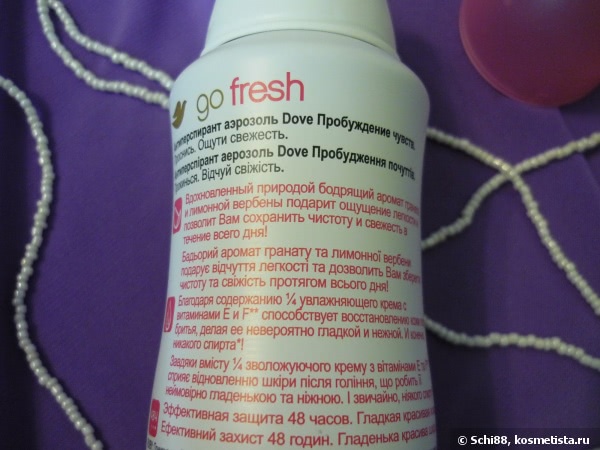 go fresh
антиперспирант аэрозоль Dove Пробуждение чувств.
Проснись. Ощути свежесть.
антиперспірант аерозоль Dove Пробудження почуттів.
Прокинься. Відчуй свіжість.
Вдохновленный природой бодрящий аромат
и лимонной вербены подарит ощущение легкости и
позволит Вам сохранить чистоту и свежесть в
течение всего дня!
Бадьорий аромат гранату та лимонної вербени
подарує відчуття легкості та дозволить Вам
чистоту та свіжість протягом всього дня!
Благодаря содержанию ¼ увлажняющего крема с
витаминами Е и F** способствует восстановлению кожи
бритья, делая ее невероятно гладкой и нежной. И
никакого спирта*!
Завдяки вмісту ¼ зволожуючого крему з вітамінами Е та
сприяє відновленню шкіри після гоління, що робить її
неймовірно гладенькою та ніжною. І звичайно, ніякого
Эффективная защита 48 часов. Гладкая красивая
Ефективний захист 48 годин. Гладенька красива
© Schi88, kosmetista.ru